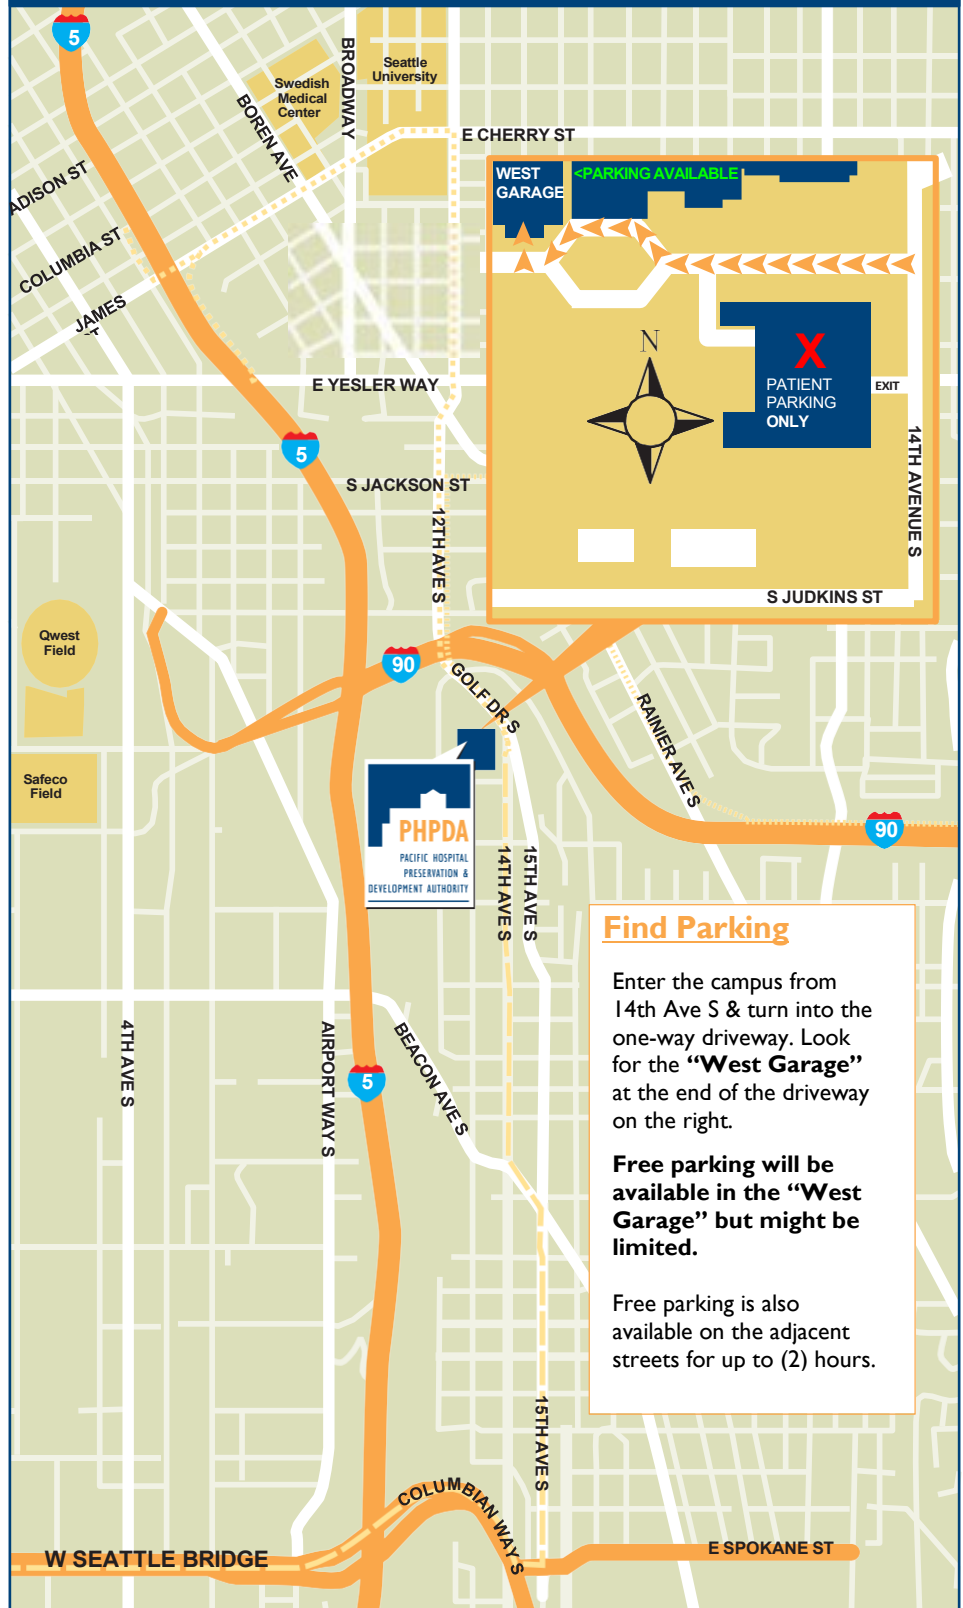 5
BROADWAY
Seattle
University
Swedish
Medical
Center
BOREN AVE
E CHERRY ST
ADISON ST
COLUMBIA ST
JAMES
ST
WEST
GARAGE
<PARKING AVAILABLE
N
X
PATIENT
PARKING
ONLY
EXIT
14TH AVENUE S
S JUDKINS ST
E YESLER WAY
5
S JACKSON ST
12TH AVE S
Qwest
Field
90
GOLF DR S
RAINIER AVE S
Safeco
Field
90
PHPDA
PACIFIC HOSPITAL
PRESERVATION &
DEVELOPMENT AUTHORITY
14TH AVE S
15TH AVE S
Find Parking
Enter the campus from
14th Ave S & turn into the
one-way driveway. Look
for the “West Garage”
at the end of the driveway
on the right.
Free parking will be
available in the “West
Garage” but might be
limited.
Free parking is also
available on the adjacent
streets for up to (2) hours.
4TH AVE S
AIRPORT WAY S
BEACON AVE S
5
15TH AVE S
COLUMBIAN WAY S
W SEATTLE BRIDGE
E SPOKANE ST